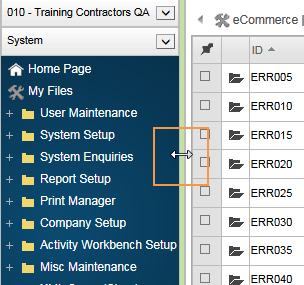 010 - Training Contractors QA
eCommerce
System
ID
Home Page
ERR005
My Files
User Maintenance
ERR010
System Setup
ERR015
System Enquiries
ERR020
Report Setup
ERR025
Print Manager
Company Setup
ERR030
Activity Workbench Setup
ERR035
Misc Maintenance
ERR040